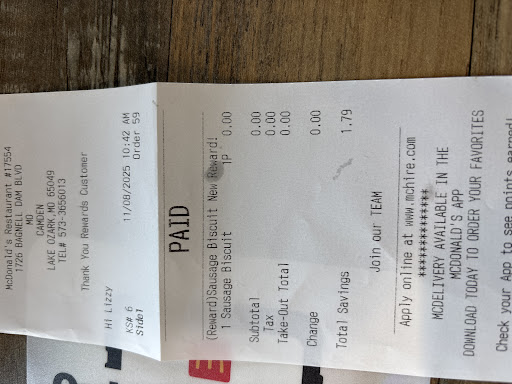 McDonald's Restaurant #17554
1726 BAGNELL DAM BLVD
MO
CAMDEN
LAKE OZARK,MO 65049
TEL# 573-3656013
Thank You Rewards Customer
Hi Lizzy
KS# 6 11/08/2025 10:42 AM
Side1 Order 59
PAID
(Reward)Sausage Biscuit New Reward!
1 Sausage Biscuit 1P 0.00
Subtotal 0.00
Tax 0.00
Take-Out Total 0.00
Change 0.00
Total Savings 1.79
Join our TEAM
Apply online at www.mchire.com
***************
MCDELIVERY AVAILABLE IN THE
MCDONALD'S APP
DOWNLOAD TODAY TO ORDER YOUR FAVORITES
Check your App to see points earned!